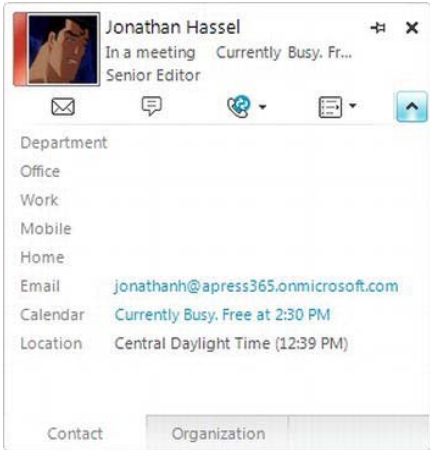 Jonathan Hassel
In a meeting Currently Busy. Fr...
Senior Editor
Department
Office
Work
Mobile
Home
Email jonathanh@apress365.onmicrosoft.com
Calendar Currently Busy. Free at 2:30 PM
Location Central Daylight Time (12:39 PM)
Contact Organization